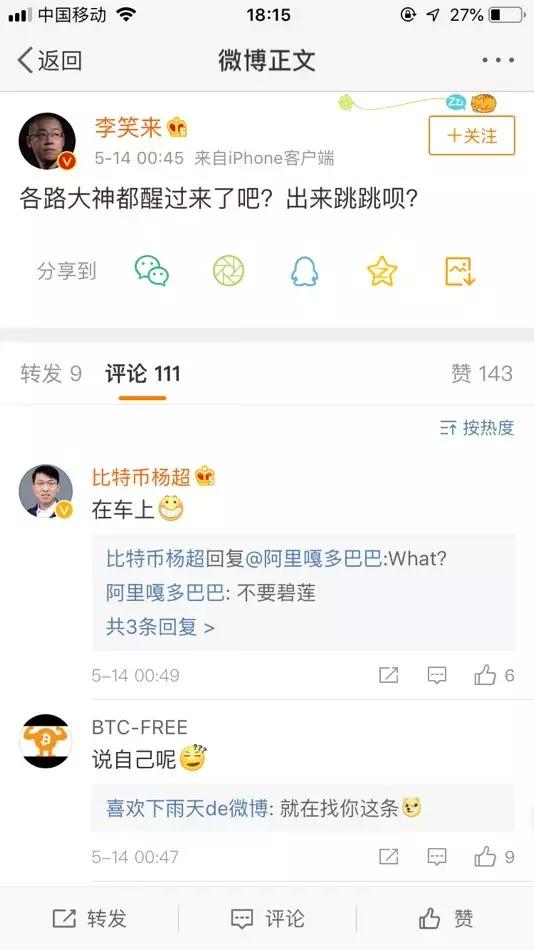 中国移动 18:15 27%
返回 微博正文
李笑来
5-14 00:45 来自iPhone客户端
+关注
各路大神都醒过来了吧？出来跳跳呗？
分享到
转发 9 评论 111 赞 143
按热度
比特币杨超
在车上
比特币杨超回复@阿里嘎多巴巴:What?
阿里嘎多巴巴: 不要碧莲
共3条回复 >
5-14 00:49 6
BTC-FREE
说自己呢
喜欢下雨天de微博: 就在找你这条
5-14 00:47 9
转发 评论 赞